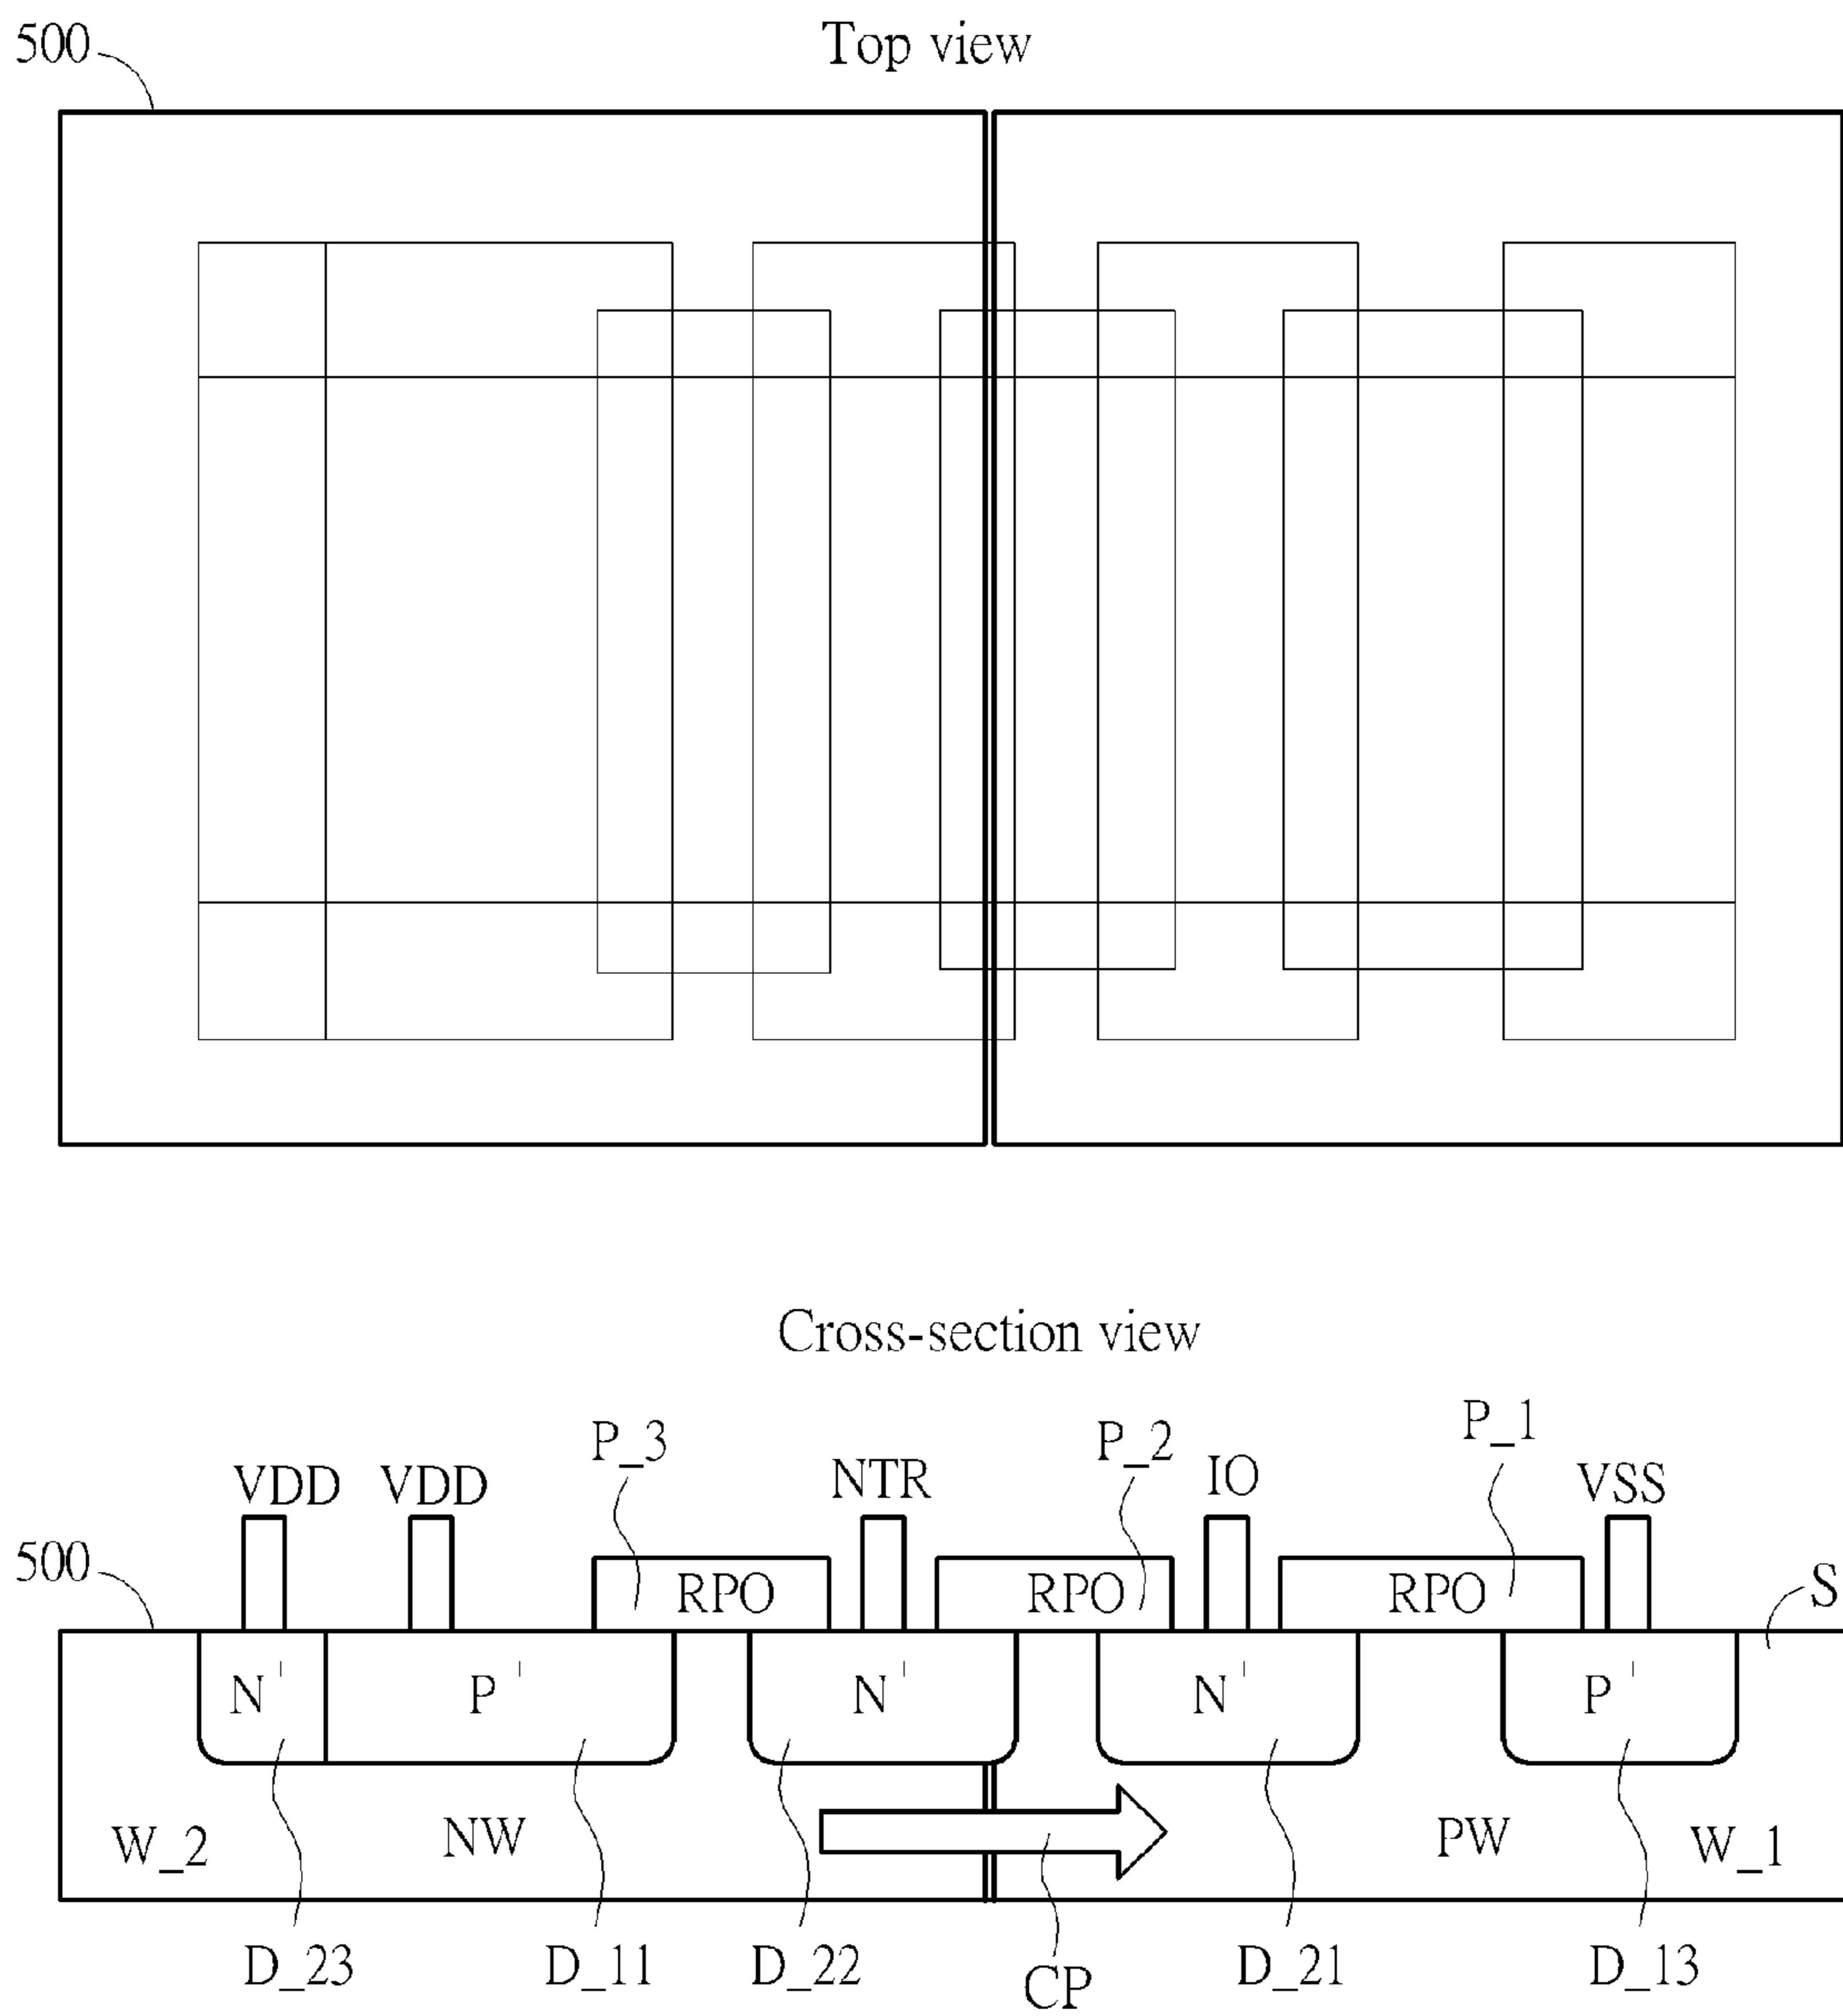 500
Top view
Cross-section view
P_3
P_2
P_1
VDD
VDD
NTR
IO
VSS
500
RPO
RPO
RPO
S
N+
P+
N+
N+
P+
W_2
NW
PW
W_1
D_23
D_11
D_22
CP
D_21
D_13